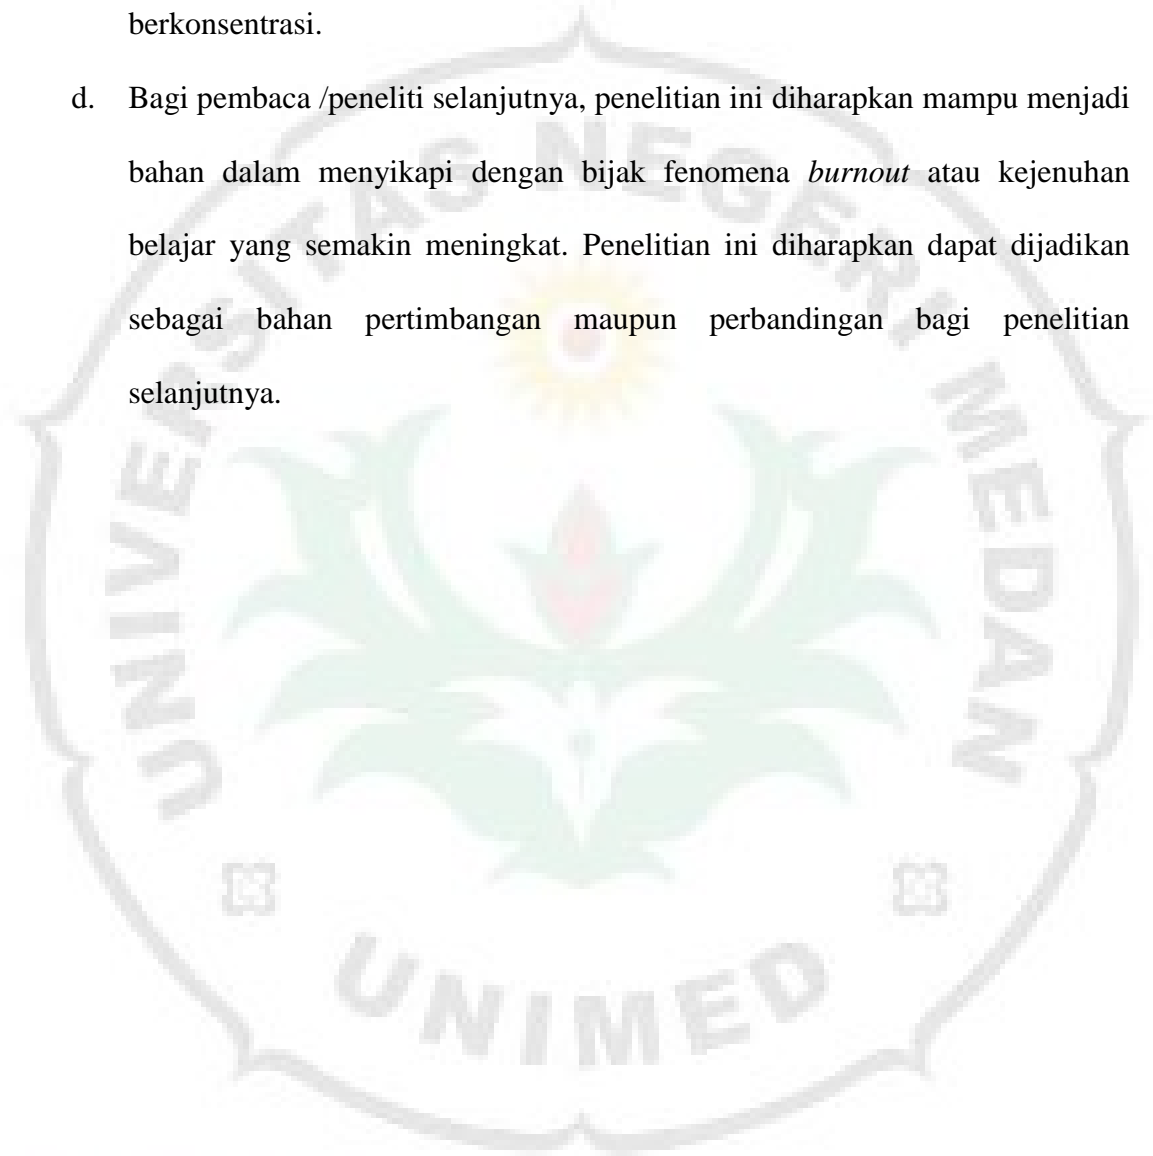 berkonsentrasi.
d. Bagi pembaca /peneliti selanjutnya, penelitian ini diharapkan mampu menjadi
bahan dalam menyikapi dengan bijak fenomena burnout atau kejenuhan
belajar yang semakin meningkat. Penelitian ini diharapkan dapat dijadikan
sebagai bahan pertimbangan maupun perbandingan bagi penelitian
selanjutnya.
UNIVERSITAS NEGERI MEDAN
UNIMED